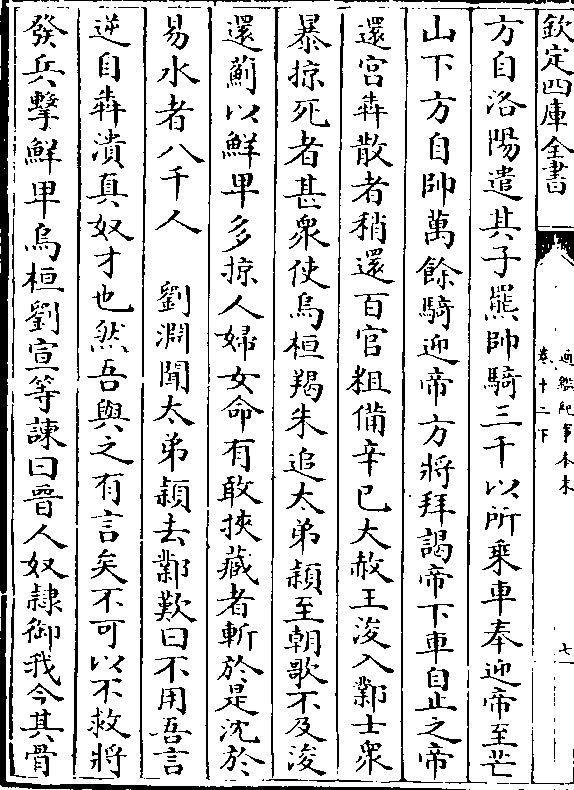 欽定四庫全書
通鑑紀事本末
卷十二下
七
方自洛陽遣其子羆帥騎三千以所乘車奉迎帝至芒
山下方自帥萬餘騎迎帝方將拜謁帝下車自止之帝
還宫犇散者稍還百官粗備辛已大赦王浚入鄴士衆
暴掠死者甚衆使烏桓羯朱追太弟穎至朝歌不及浚
還薊以鮮卑多掠人婦女命有敢挾藏者斬於是沈於
易水者八千人　劉淵聞太弟穎去鄴歎曰不用吾言
逆自犇潰真奴才也然吾與之有言矣不可以不救將
發兵擊鮮卑烏桓劉宣等諫曰晉人奴隷御我今其骨